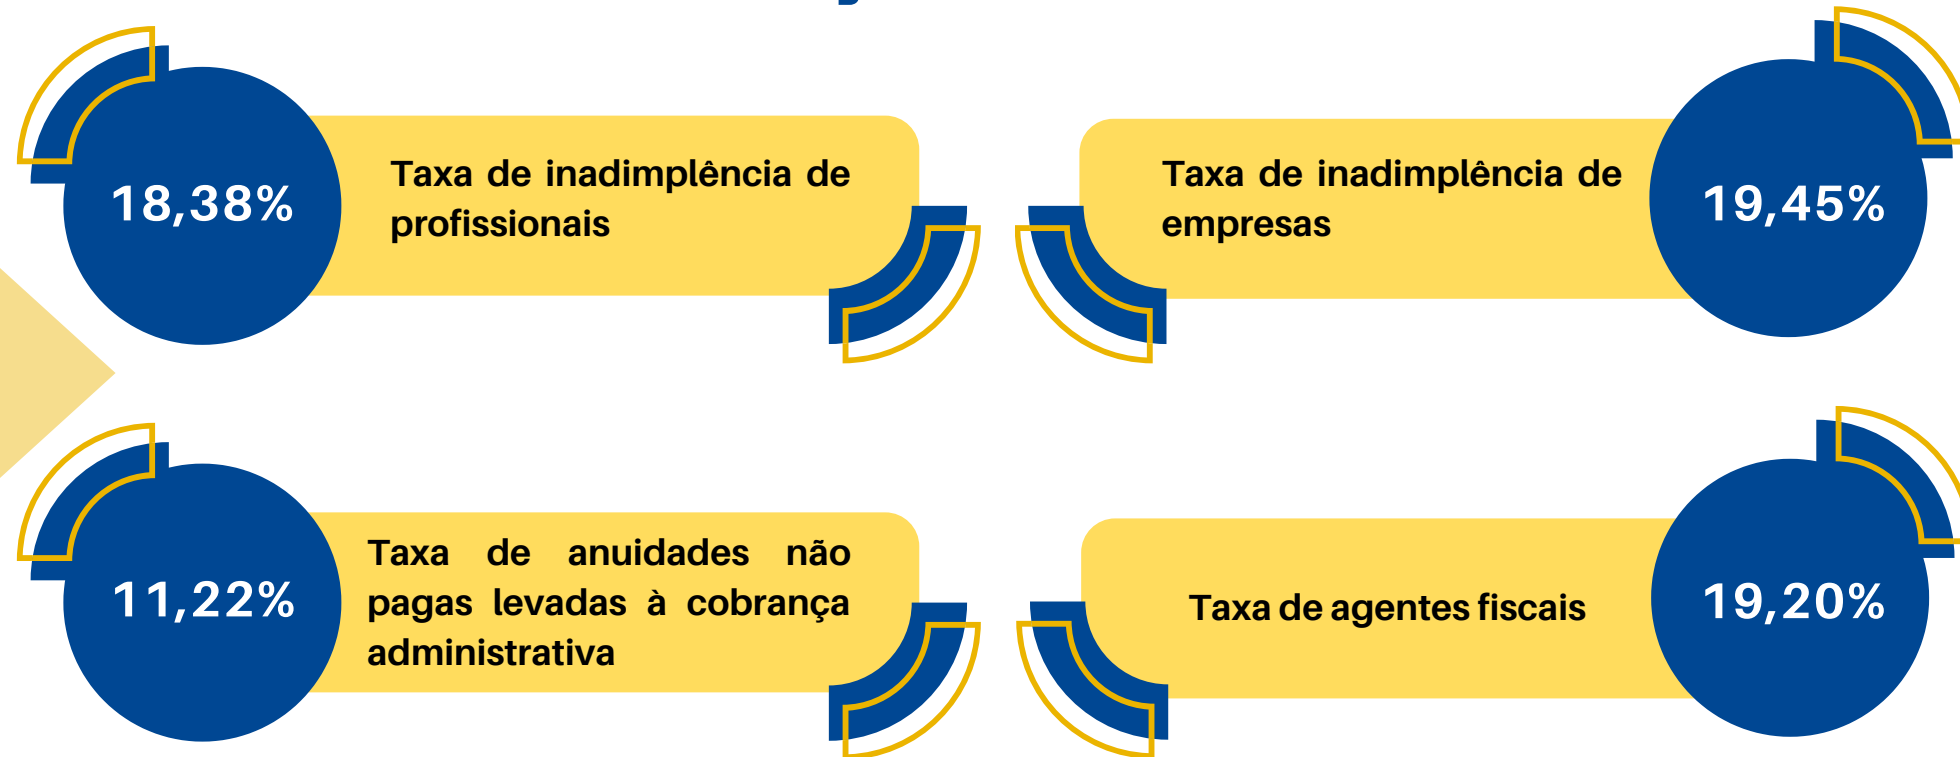 18,38%
Taxa de inadimplência de
profissionais
Taxa de inadimplência de
empresas
19,45%
11,22%
Taxa de anuidades não
pagas levadas à cobrança
administrativa
Taxa de agentes fiscais
19,20%